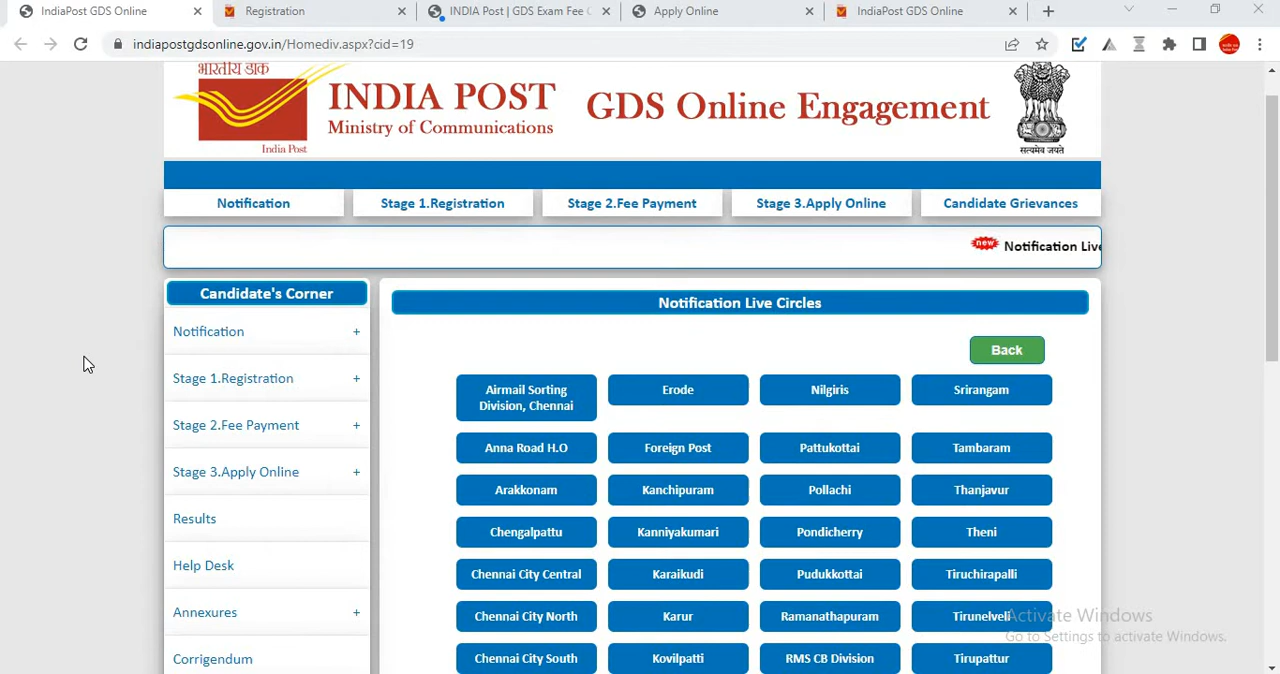 IndiaPost GDS Online
Registration
INDIA Post | GDS Exam Fee C
Apply Online
IndiaPost GDS Online
indiapostgdsonline.gov.in/Homediv.aspx?cid=19
भारतीय डाक
India Post
INDIA POST
Ministry of Communications
GDS Online Engagement
सत्यमेव जयते
Notification
Stage 1.Registration
Stage 2.Fee Payment
Stage 3.Apply Online
Candidate Grievances
new Notification Live
Candidate's Corner
Notification +
Stage 1.Registration +
Stage 2.Fee Payment +
Stage 3.Apply Online +
Results
Help Desk
Annexures +
Corrigendum
Notification Live Circles
Back
Airmail Sorting
Division, Chennai
Erode
Nilgiris
Srirangam
Anna Road H.O
Foreign Post
Pattukottai
Tambaram
Arakkonam
Kanchipuram
Pollachi
Thanjavur
Chengalpattu
Kanniyakumari
Pondicherry
Theni
Chennai City Central
Karaikudi
Pudukkottai
Tiruchirapalli
Chennai City North
Karur
Ramanathapuram
Tirunelveli
Chennai City South
Kovilpatti
RMS CB Division
Tirupattur
Activate Windows
Go to Settings to activate Windows.